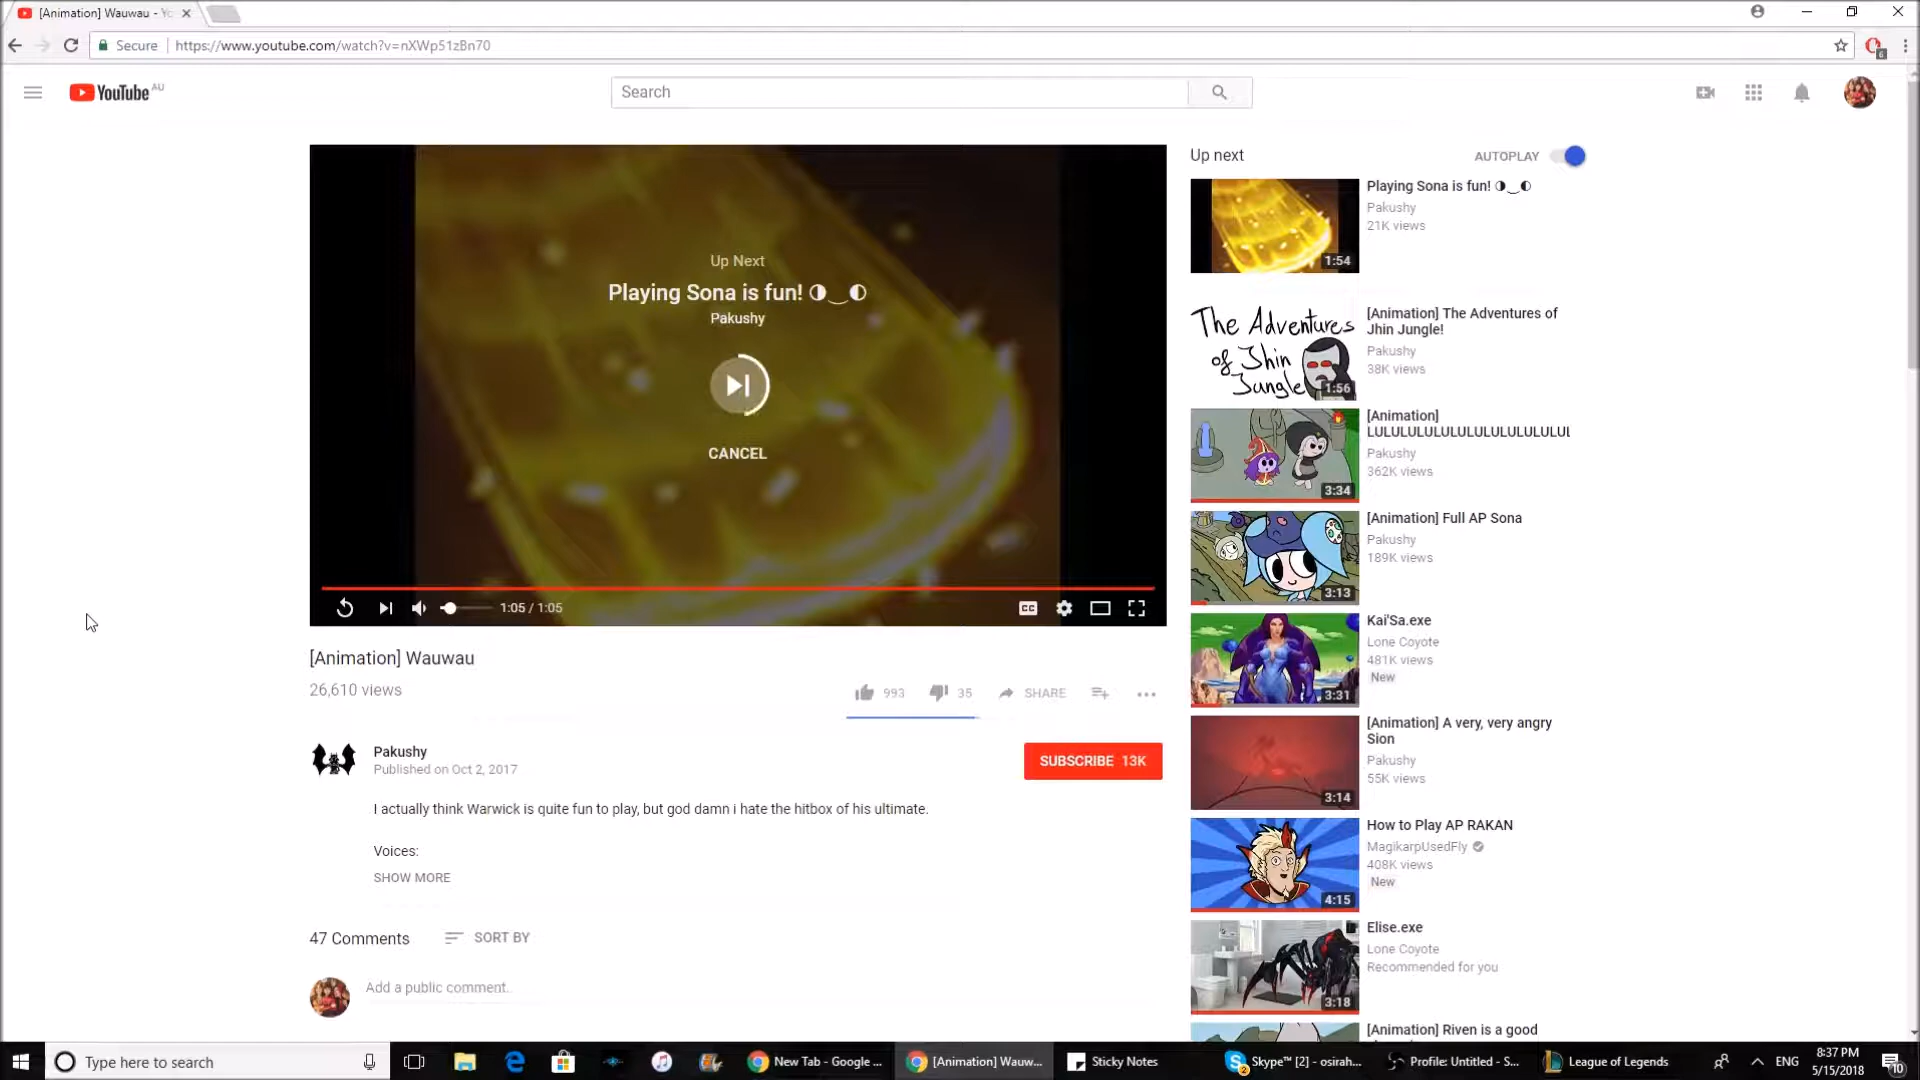 [Animation] Wauwau - Yo
Secure
https://www.youtube.com/watch?v=nXWp51zBn70
6
YouTube AU
Search
Up Next
Playing Sona is fun! ◑‿◐
Pakushy
CANCEL
1:05 / 1:05
CC
[Animation] Wauwau
26,610 views
993
35
SHARE
Pakushy
Published on Oct 2, 2017
SUBSCRIBE 13K
I actually think Warwick is quite fun to play, but god damn i hate the hitbox of his ultimate.
Voices:
SHOW MORE
47 Comments
SORT BY
Add a public comment.
Up next
AUTOPLAY
1:54
Playing Sona is fun! ◑‿◐
Pakushy
21K views
The Adventures
of Jhin
Jungle
1:56
[Animation] The Adventures of
Jhin Jungle!
Pakushy
38K views
3:34
[Animation]
LULULULULULULULULULULUL
Pakushy
362K views
3:13
[Animation] Full AP Sona
Pakushy
189K views
3:31
Kai'Sa.exe
Lone Coyote
481K views
New
3:14
[Animation] A very, very angry
Sion
Pakushy
55K views
4:15
How to Play AP RAKAN
MagikarpUsedFly
408K views
New
3:18
Elise.exe
Lone Coyote
Recommended for you
[Animation] Riven is a good
Type here to search
New Tab - Google ...
[Animation] Wauw...
Sticky Notes
2
Skype™ [2] - osirah...
Profile: Untitled - S...
League of Legends
ENG
8:37 PM
5/15/2018
10